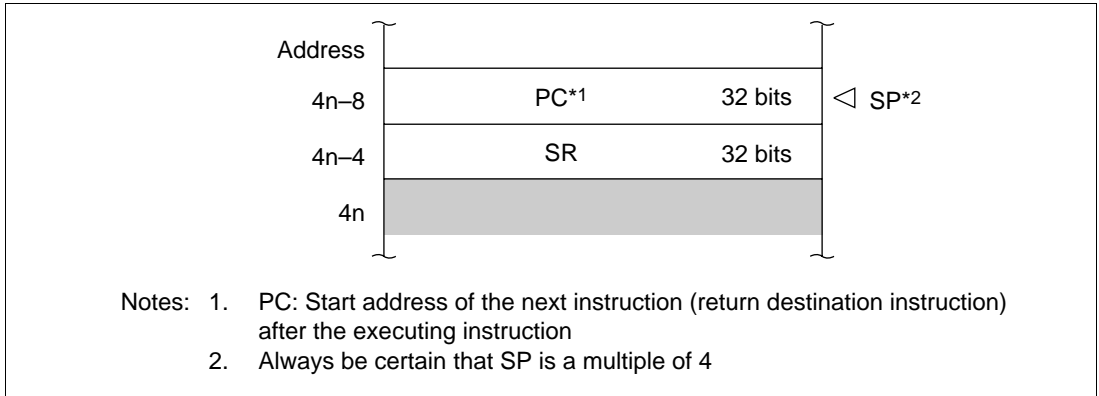 Address
4n–8 PC*1 32 bits SP*2
4n–4 SR 32 bits
4n
Notes: 1. PC: Start address of the next instruction (return destination instruction)
after the executing instruction
2. Always be certain that SP is a multiple of 4